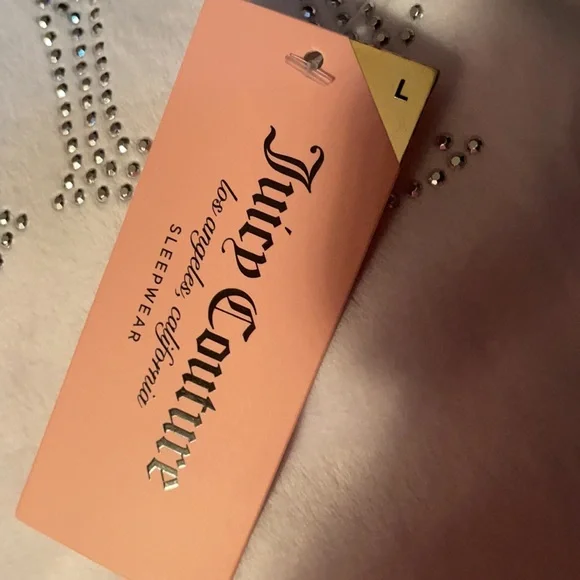 L
Juicy Couture
los angeles, california
SLEEPWEAR